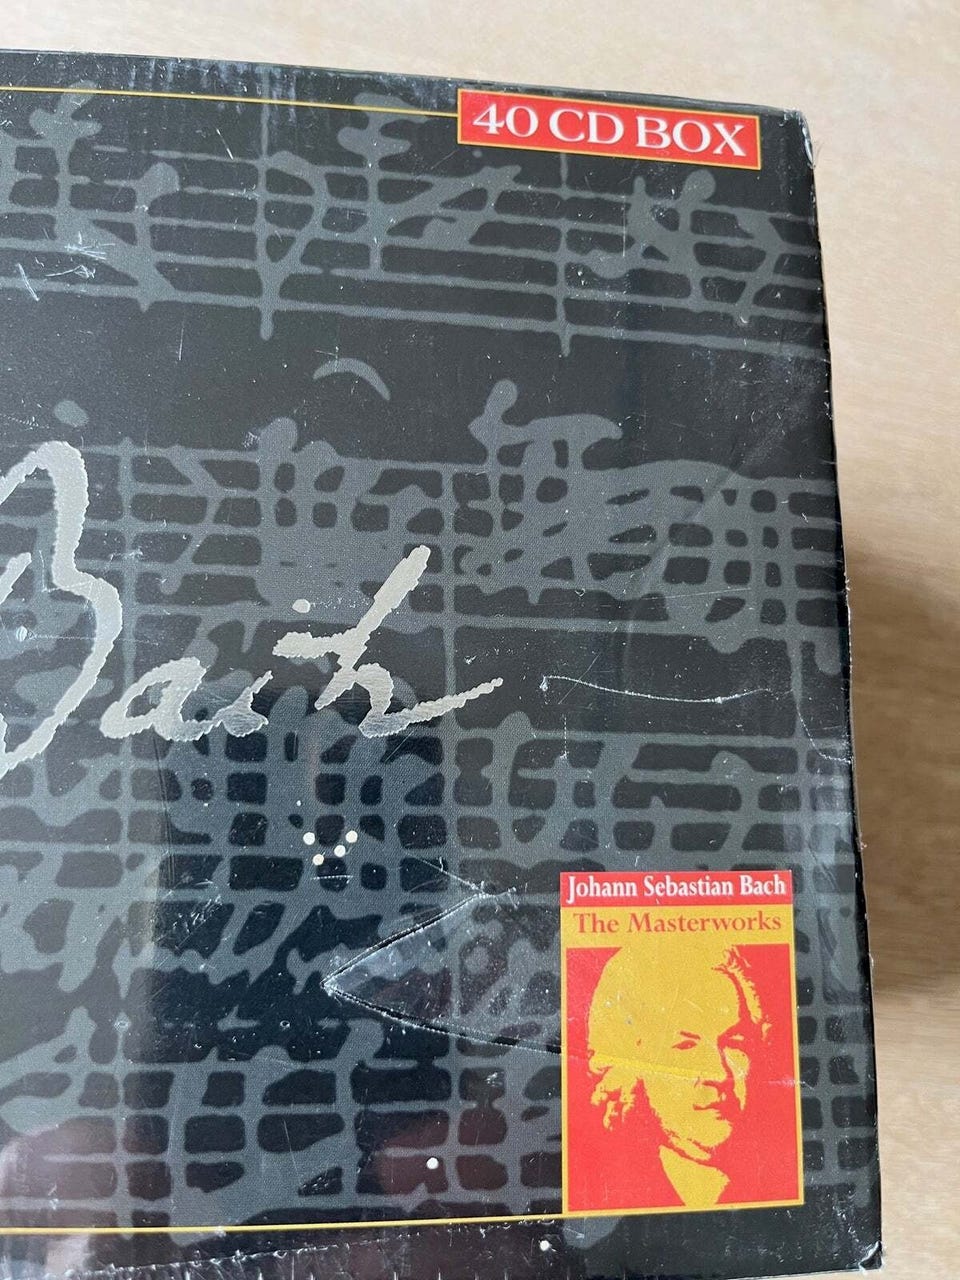 40 CD BOX
Bach
Johann Sebastian Bach
The Masterworks